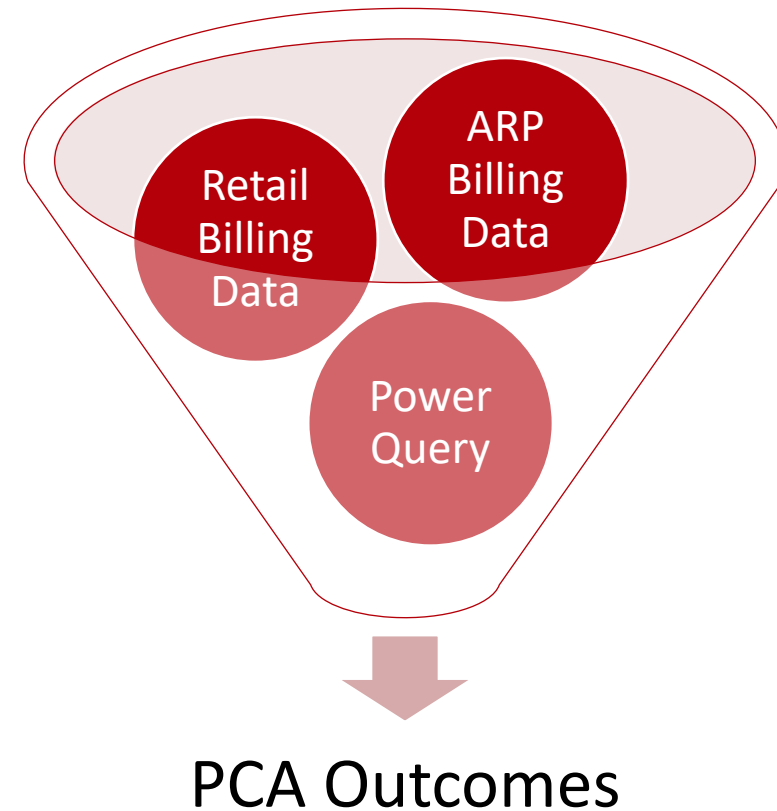 Retail
Billing
Data
ARP
Billing
Data
Power
Query
PCA Outcomes